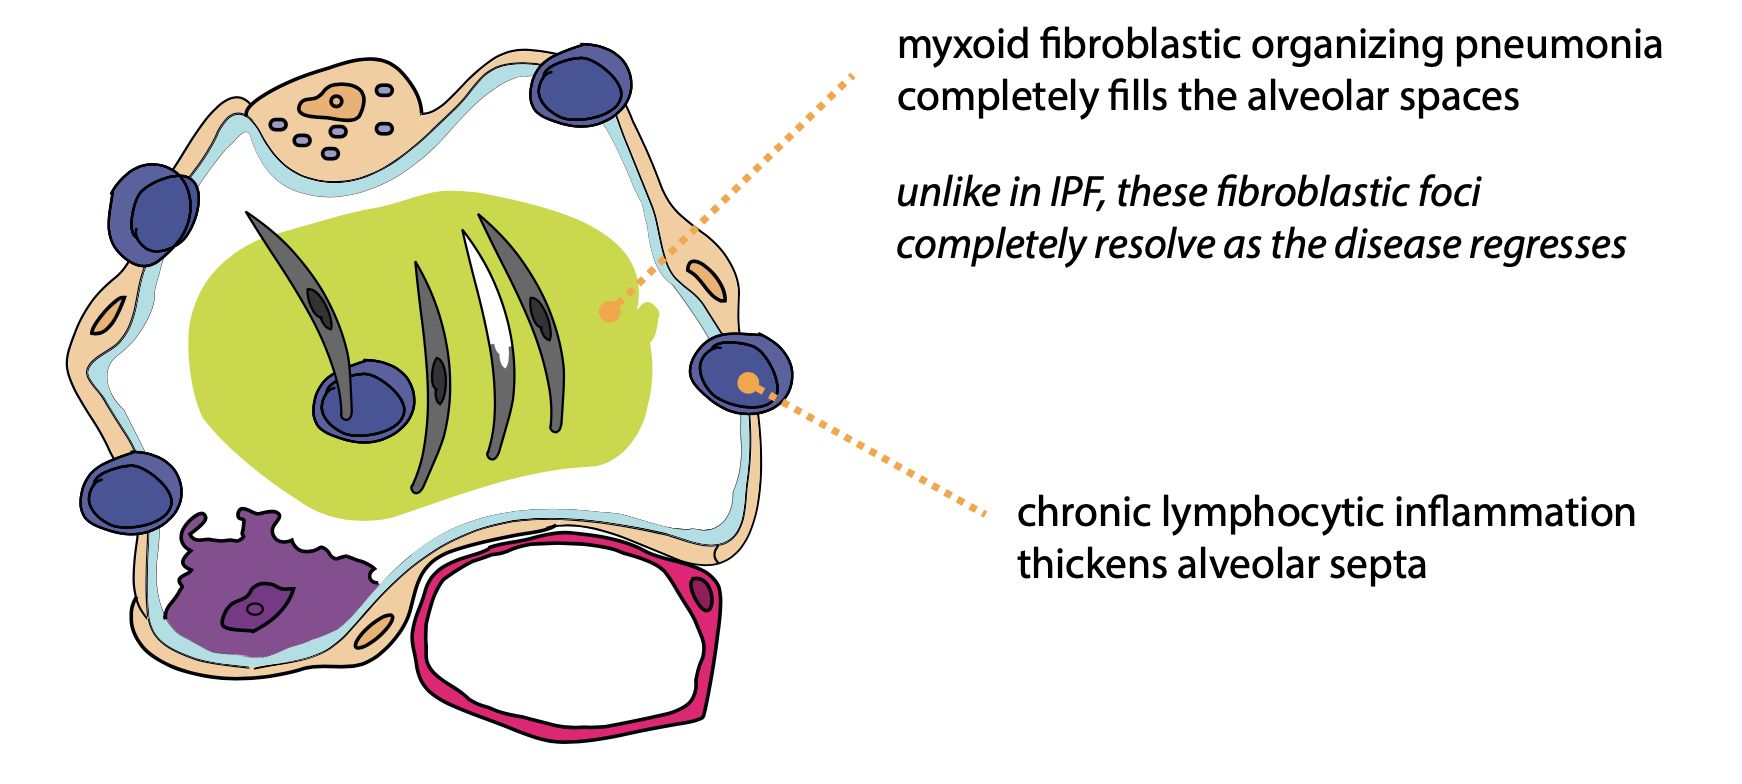 myxoid fibroblastic organizing pneumonia
completely fills the alveolar spaces
unlike in IPF, these fibroblastic foci
completely resolve as the disease regresses
chronic lymphocytic inflammation
thickens alveolar septa